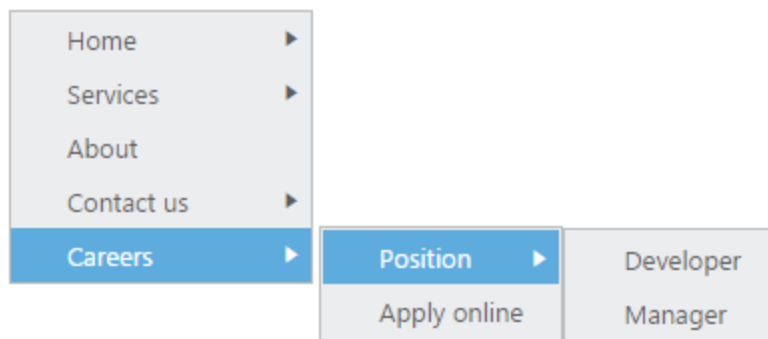 Home
Services
About
Contact us
Careers
Position
Apply online
Developer
Manager